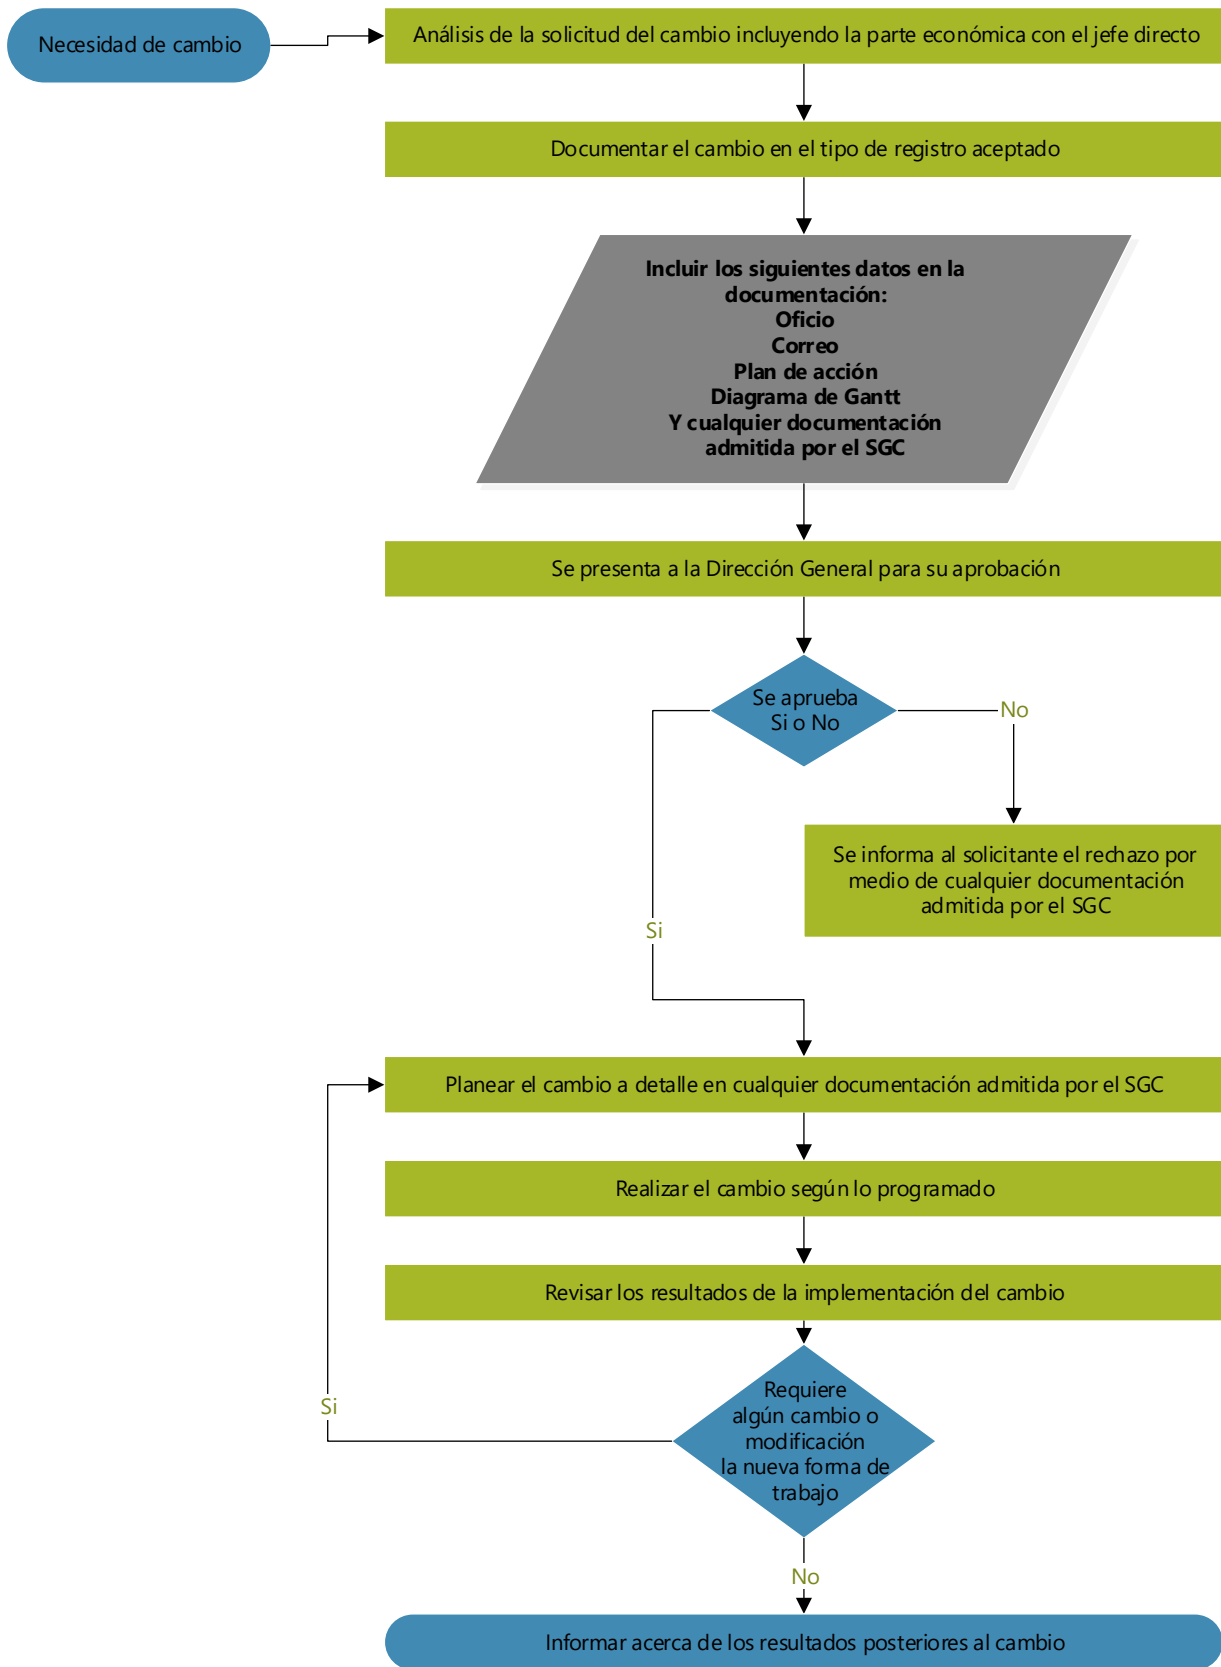 Necesidad de cambio
Análisis de la solicitud del cambio incluyendo la parte económica con el jefe directo
Documentar el cambio en el tipo de registro aceptado
Incluir los siguientes datos en la
documentación:
Oficio
Correo
Plan de acción
Diagrama de Gantt
Y cualquier documentación
admitida por el SGC
Se presenta a la Dirección General para su aprobación
Se aprueba
Si o No
No
Se informa al solicitante el rechazo por
medio de cualquier documentación
admitida por el SGC
Si
Planear el cambio a detalle en cualquier documentación admitida por el SGC
Realizar el cambio según lo programado
Revisar los resultados de la implementación del cambio
Requiere
algún cambio o
modificación
la nueva forma de
trabajo
Si
No
Informar acerca de los resultados posteriores al cambio